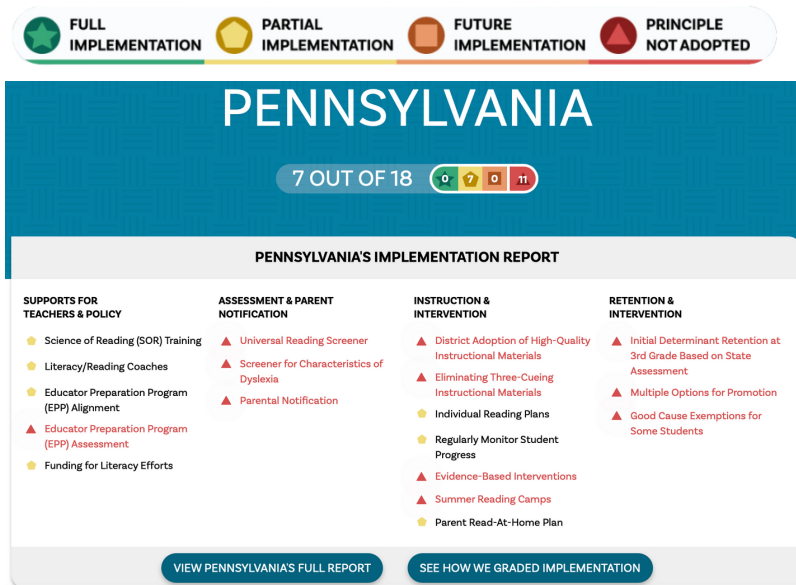 FULL
IMPLEMENTATION
PARTIAL
IMPLEMENTATION
FUTURE
IMPLEMENTATION
PRINCIPLE
NOT ADOPTED
PENNSYLVANIA
7 OUT OF 18
0
7
0
11
PENNSYLVANIA'S IMPLEMENTATION REPORT
SUPPORTS FOR
TEACHERS & POLICY
Science of Reading (SOR) Training
Literacy/Reading Coaches
Educator Preparation Program
(EPP) Alignment
Educator Preparation Program
(EPP) Assessment
Funding for Literacy Efforts
ASSESSMENT & PARENT
NOTIFICATION
Universal Reading Screener
Screener for Characteristics of
Dyslexia
Parental Notification
INSTRUCTION &
INTERVENTION
District Adoption of High-Quality
Instructional Materials
Eliminating Three-Cueing
Instructional Materials
Individual Reading Plans
Regularly Monitor Student
Progress
Evidence-Based Interventions
Summer Reading Camps
Parent Read-At-Home Plan
RETENTION &
INTERVENTION
Initial Determinant Retention at
3rd Grade Based on State
Assessment
Multiple Options for Promotion
Good Cause Exemptions for
Some Students
VIEW PENNSYLVANIA'S FULL REPORT
SEE HOW WE GRADED IMPLEMENTATION